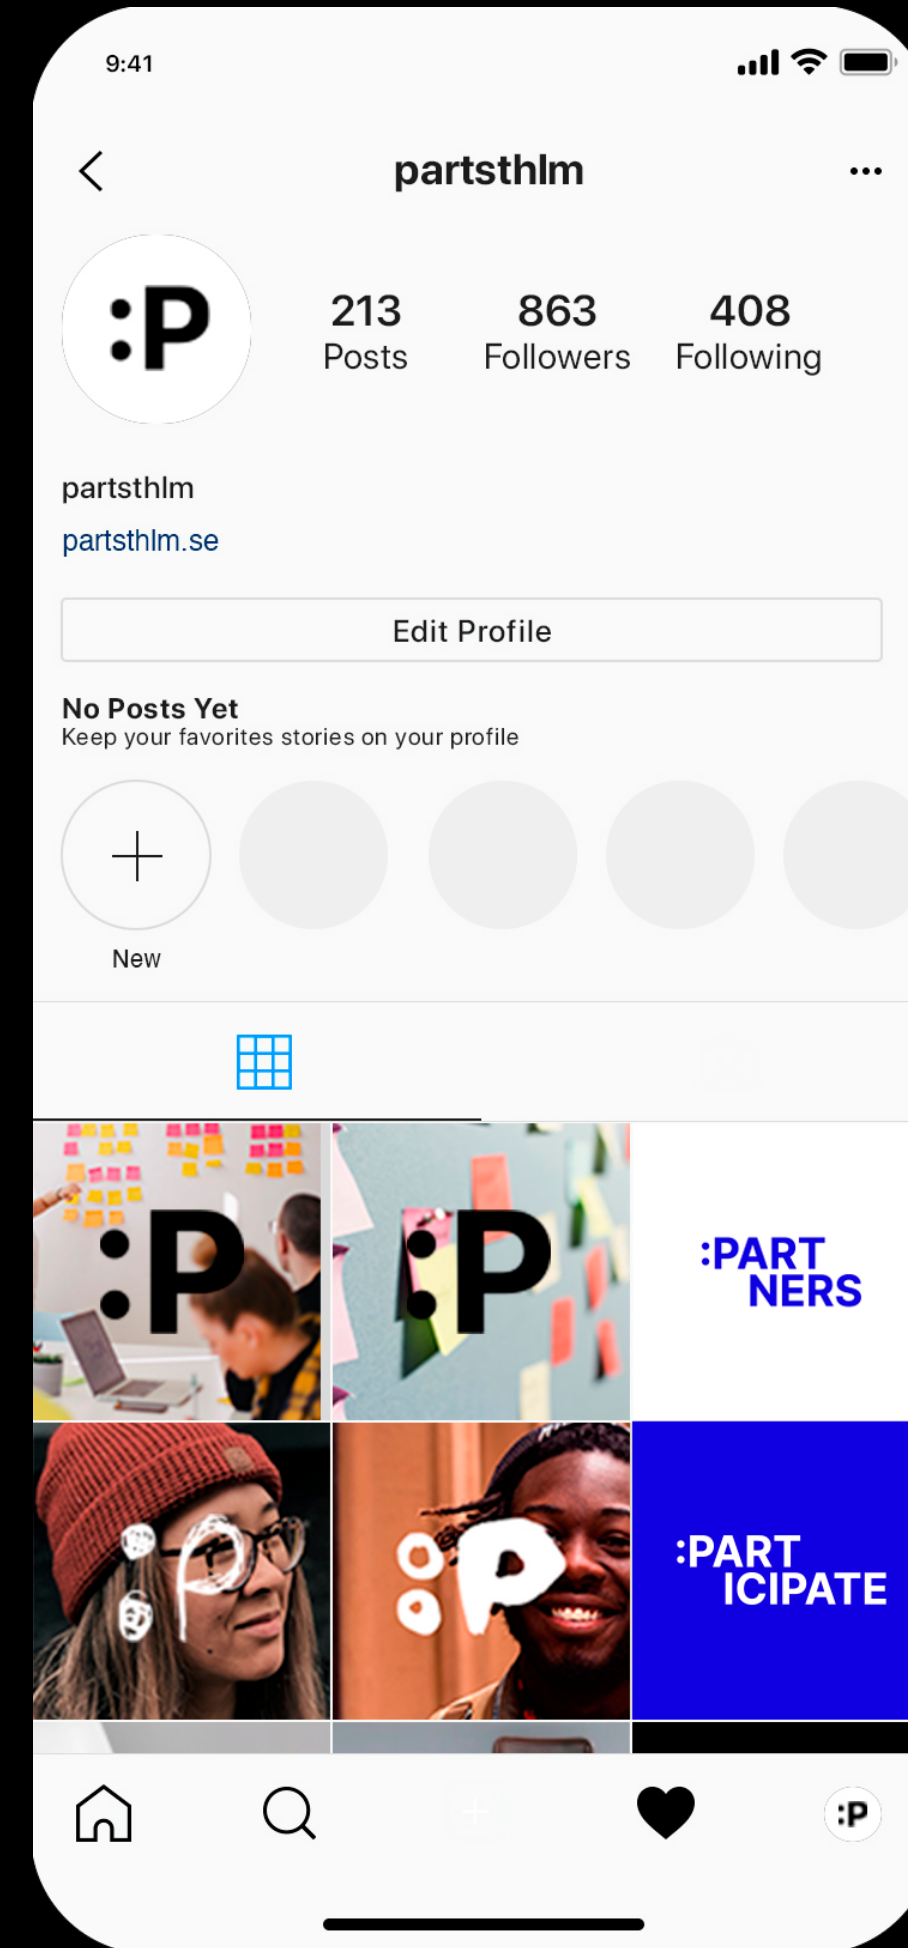 9:41
partsthlm
:P
213 863 408
Posts Followers Following
partsthlm
partsthlm.se
Edit Profile
No Posts Yet
Keep your favorites stories on your profile
New
:P
:P
:PART
NERS
:P
:P
:PART
ICIPATE
:P